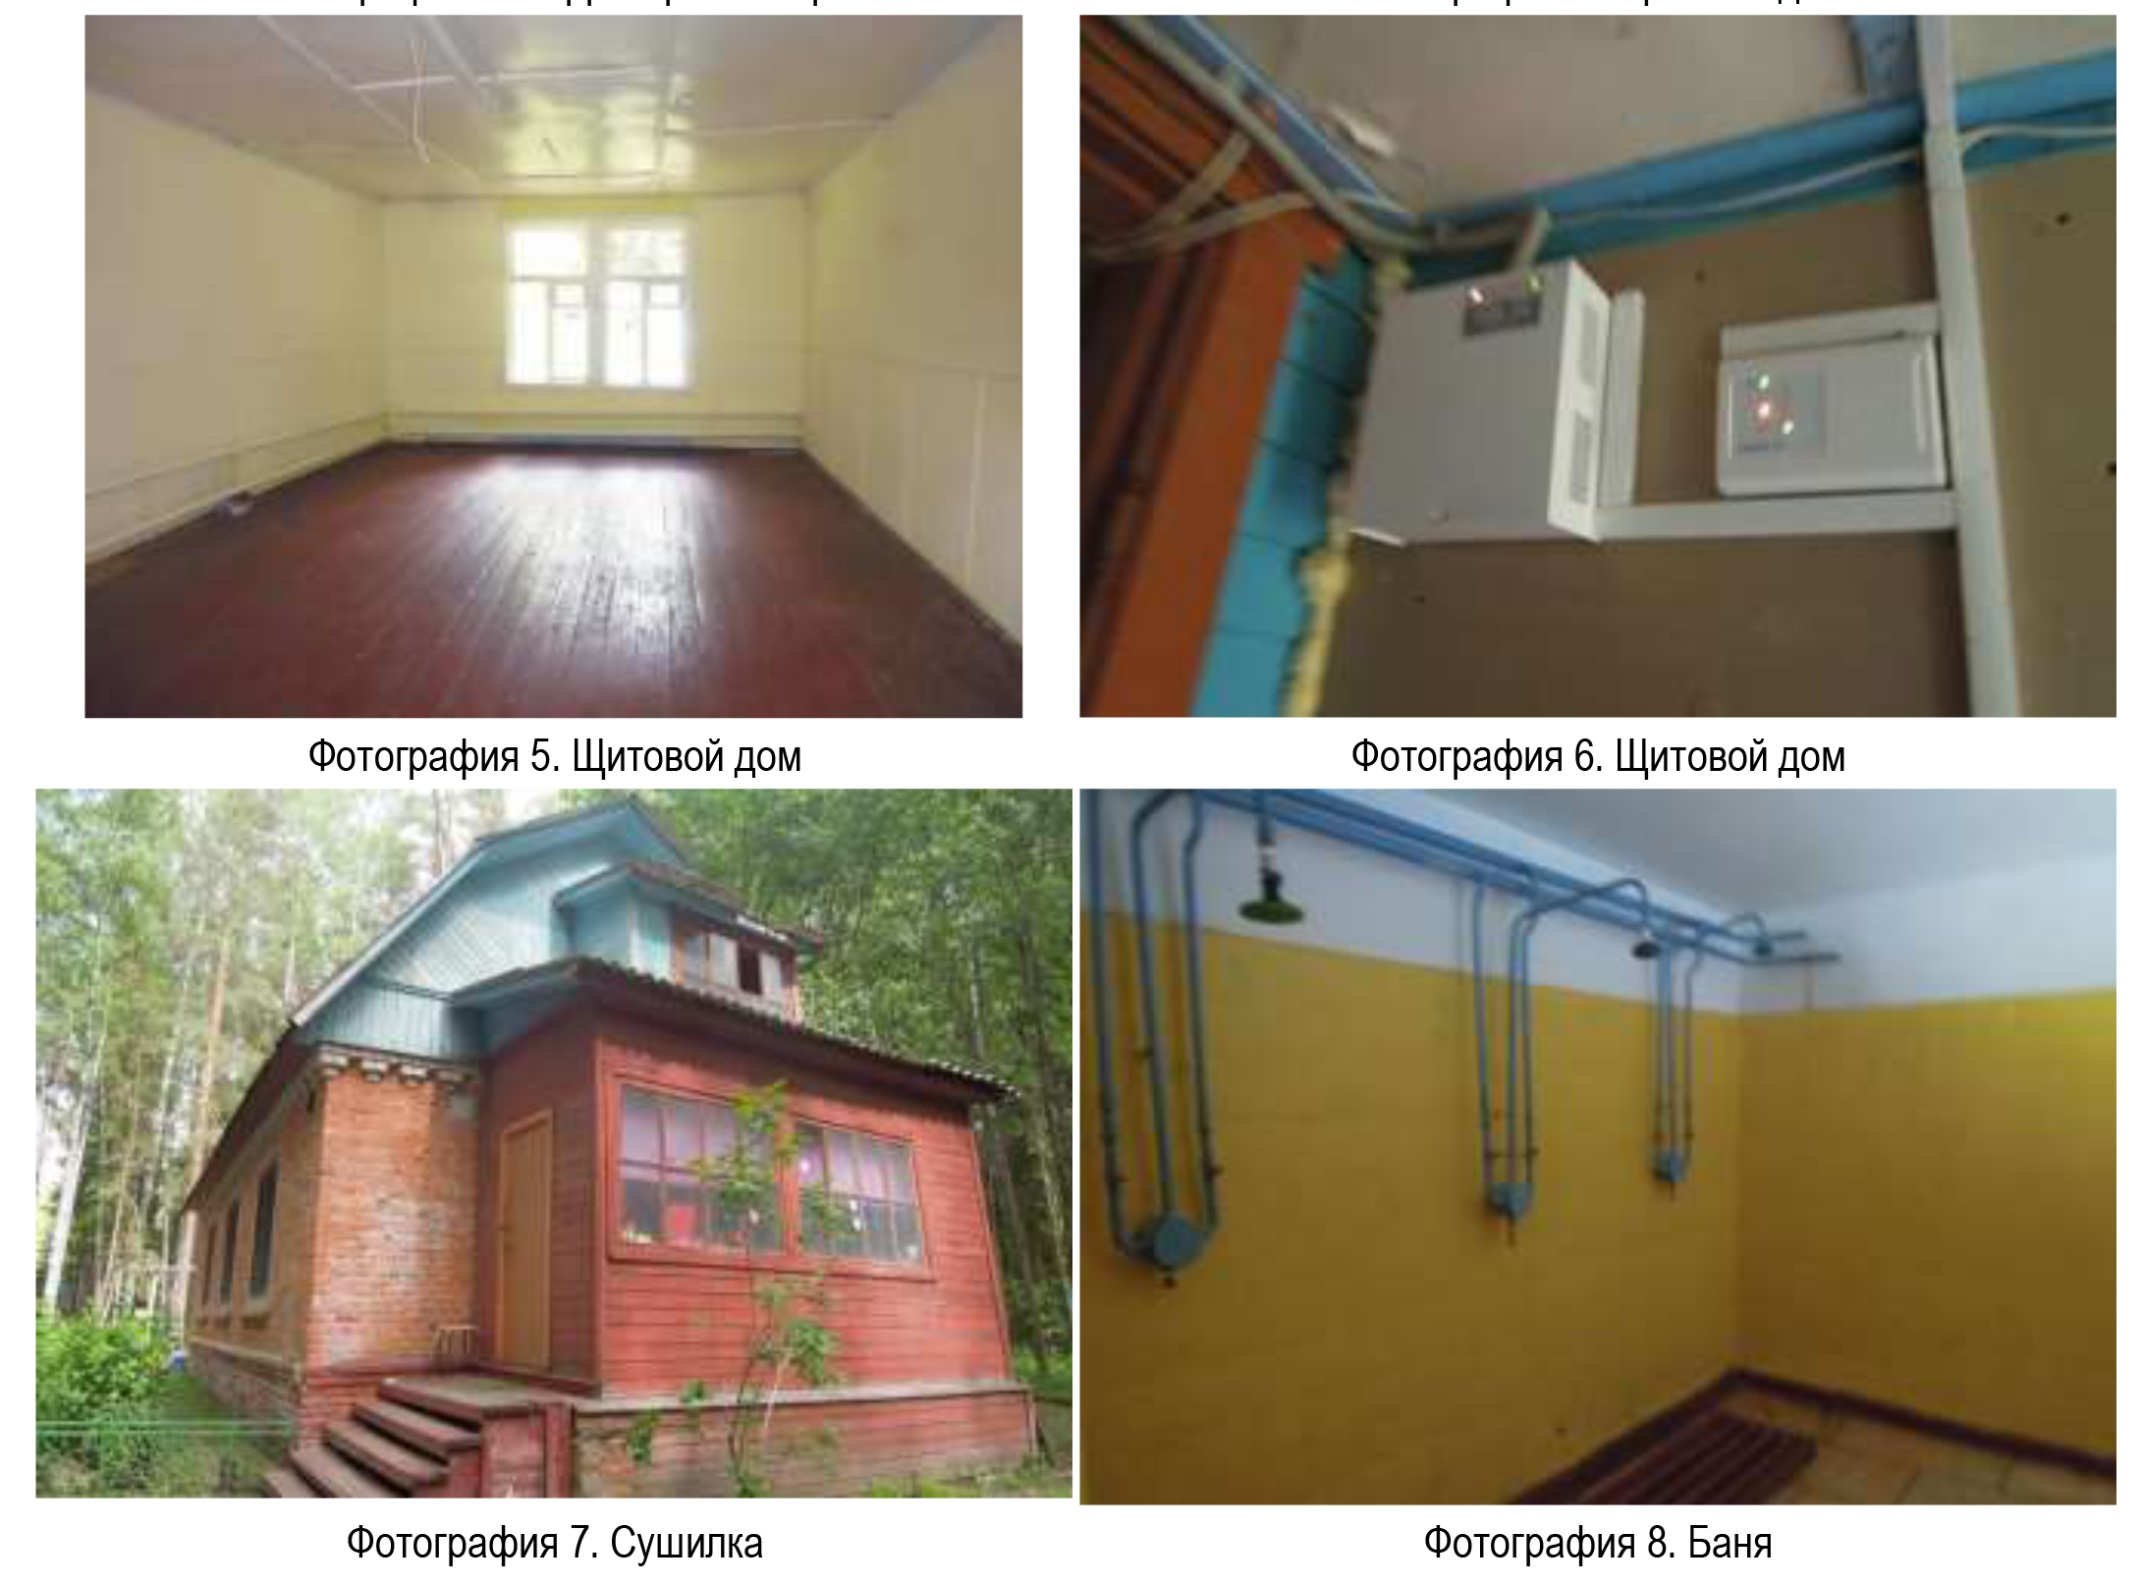 Фотография 5. Щитовой дом
Фотография 6. Щитовой дом
Фотография 7. Сушилка
Фотография 8. Баня